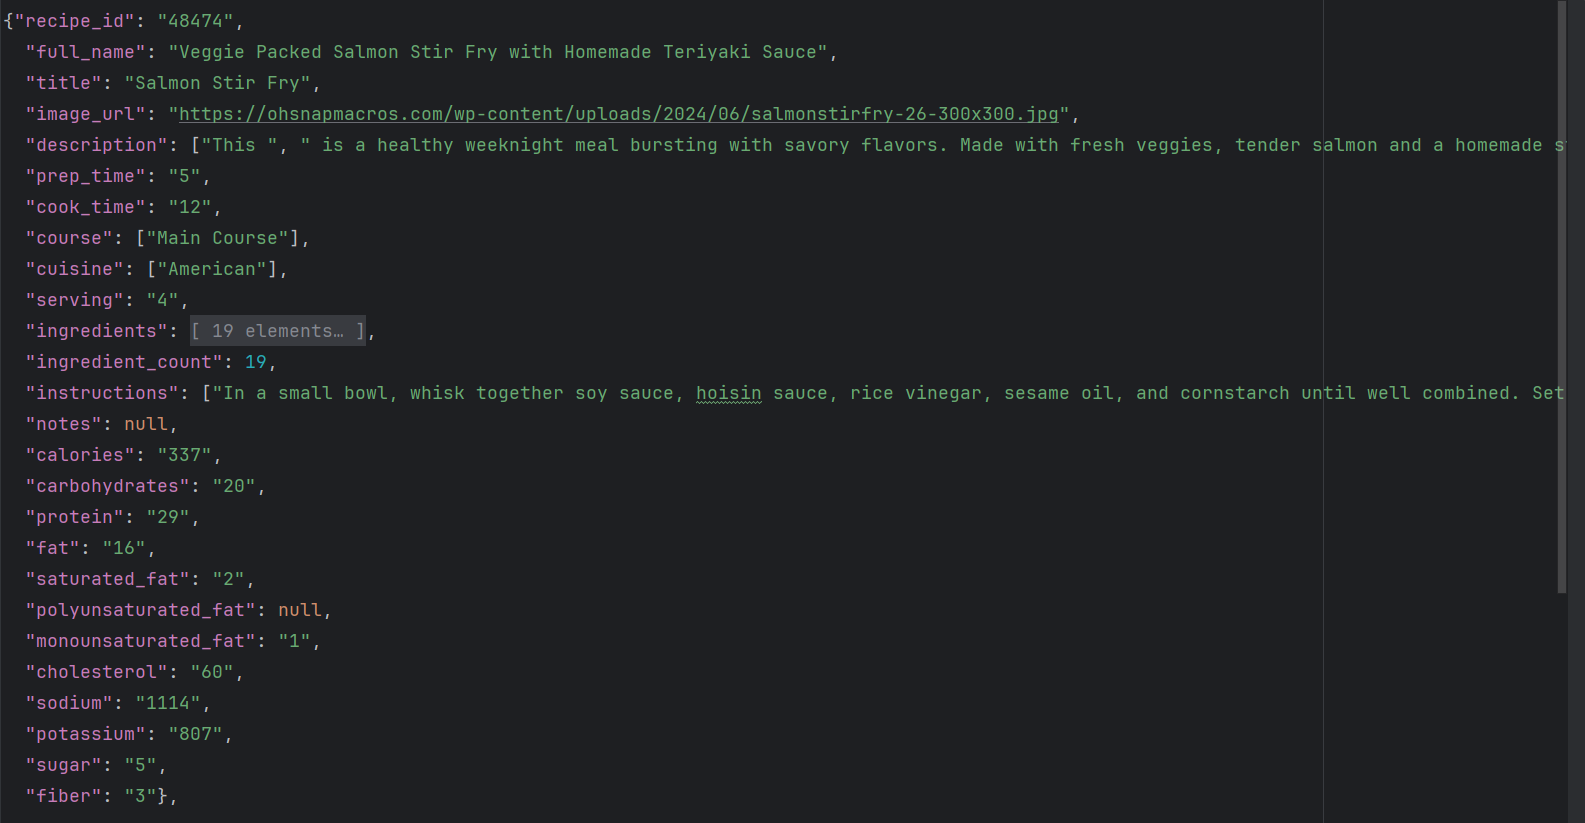 {"recipe_id": "48474",
"full_name": "Veggie Packed Salmon Stir Fry with Homemade Teriyaki Sauce",
"title": "Salmon Stir Fry",
"image_url": "https://ohsnapmacros.com/wp-content/uploads/2024/06/salmonstirfry-26-300x300.jpg",
"description": ["This ", " is a healthy weeknight meal bursting with savory flavors. Made with fresh veggies, tender salmon and a homemade
"prep_time": "5",
"cook_time": "12",
"course": ["Main Course"],
"cuisine": ["American"],
"serving": "4",
"ingredients": [ 19 elements… ],
"ingredient_count": 19,
"instructions": ["In a small bowl, whisk together soy sauce, hoisin sauce, rice vinegar, sesame oil, and cornstarch until well combined. Set
"notes": null,
"calories": "337",
"carbohydrates": "20",
"protein": "29",
"fat": "16",
"saturated_fat": "2",
"polyunsaturated_fat": null,
"monounsaturated_fat": "1",
"cholesterol": "60",
"sodium": "1114",
"potassium": "807",
"sugar": "5",
"fiber": "3"},